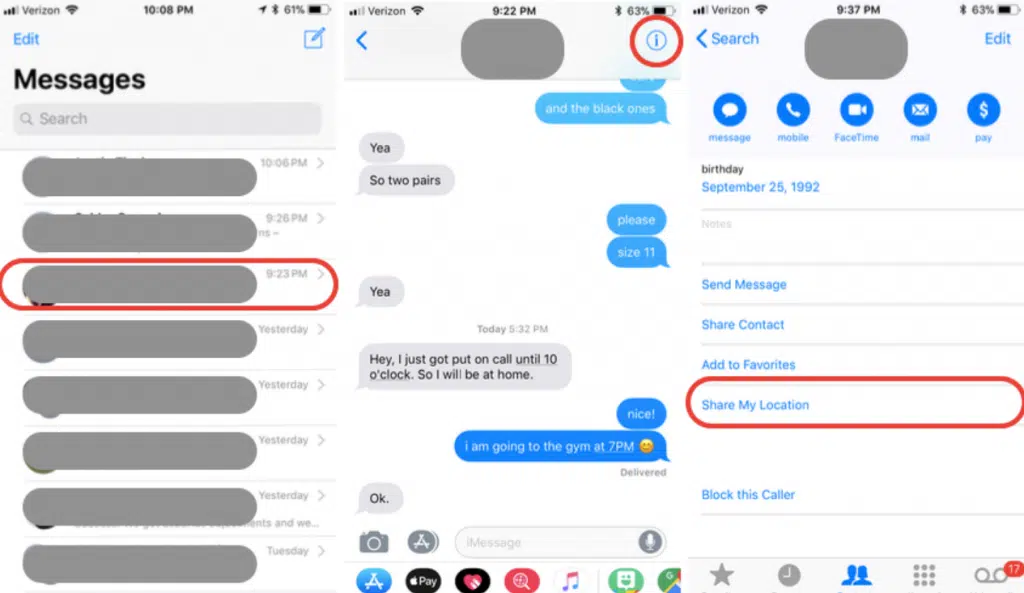 Verizon
10:08 PM
61%
Edit
Messages
Search
10:06 PM
9:26 PM
9:23 PM
Yesterday
Yesterday
Yesterday
Yesterday
Tuesday
Verizon
9:22 PM
63%
and the black ones
Yea
So two pairs
please
size 11
Yea
Today 5:32 PM
Hey, I just got put on call until 10
o'clock. So I will be at home.
nice!
i am going to the gym at 7PM 😊
Delivered
Ok.
iMessage
Pay
Verizon
9:37 PM
63%
Search
Edit
message
mobile
FaceTime
mail
pay
birthday
September 25, 1992
Notes
Send Message
Share Contact
Add to Favorites
Share My Location
Block this Caller
17